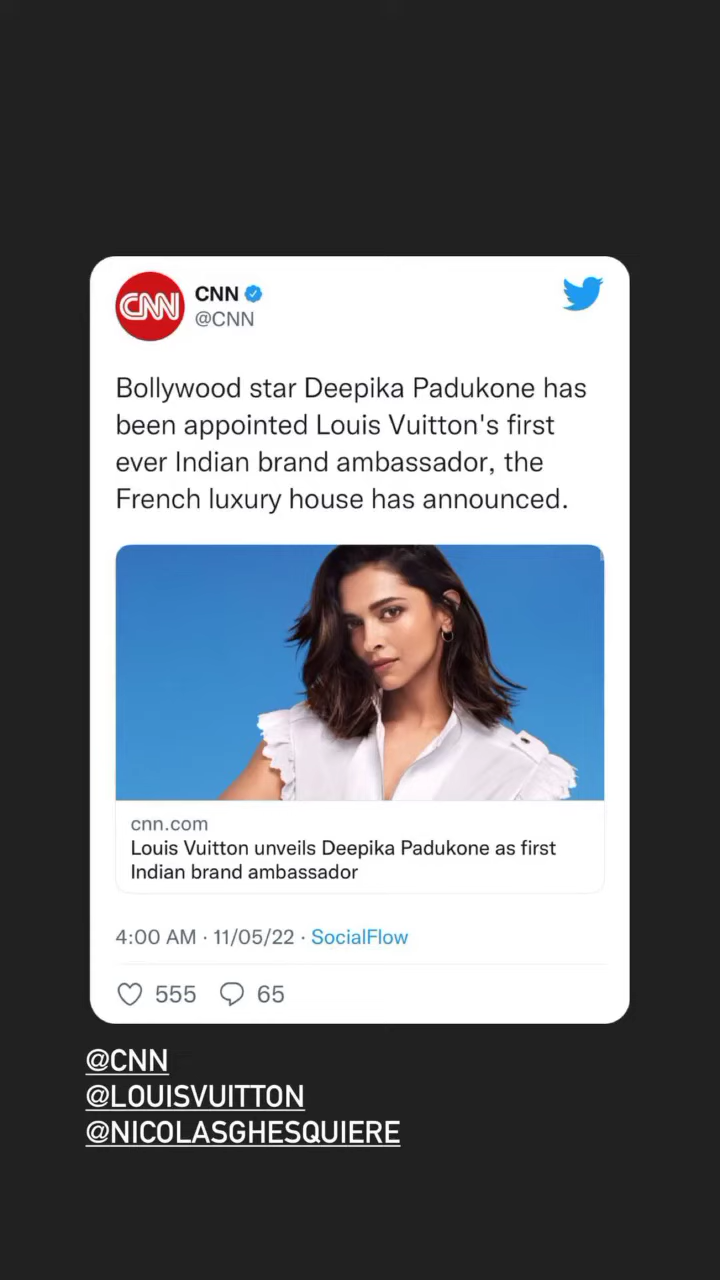 CNN
CNN
@CNN
Bollywood star Deepika Padukone has
been appointed Louis Vuitton's first
ever Indian brand ambassador, the
French luxury house has announced.
cnn.com
Louis Vuitton unveils Deepika Padukone as first
Indian brand ambassador
4:00 AM · 11/05/22 · SocialFlow
555 65
@CNN
@LOUISVUITTON
@NICOLASGHESQUIERE